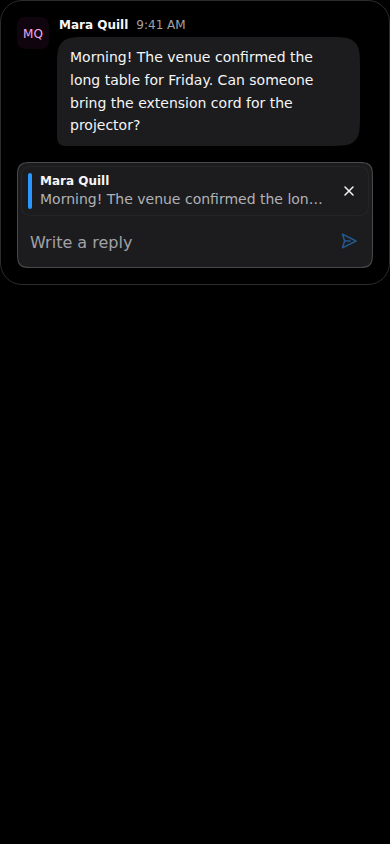 MQ
Mara Quill 9:41 AM
Morning! The venue confirmed the
long table for Friday. Can someone
bring the extension cord for the
projector?
Mara Quill
Morning! The venue confirmed the lon…
Write a reply